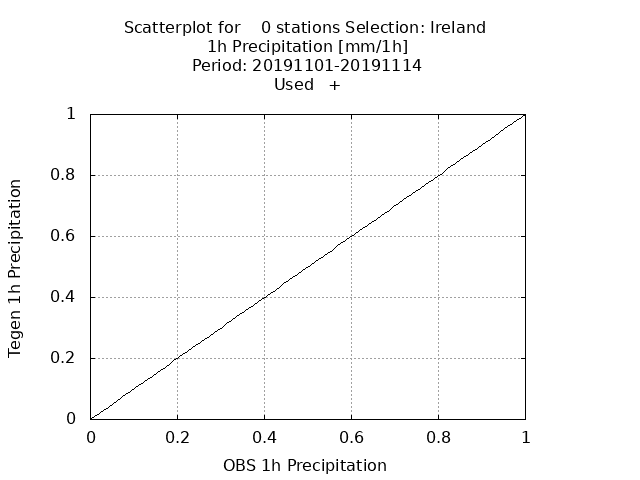 Scatterplot for    0 stations Selection: Ireland
1h Precipitation [mm/1h]
Period: 20191101-20191114
Used   +
1
0.8
0.6
0.4
0.2
0
Tegen 1h Precipitation
0 0.2 0.4 0.6 0.8 1
OBS 1h Precipitation